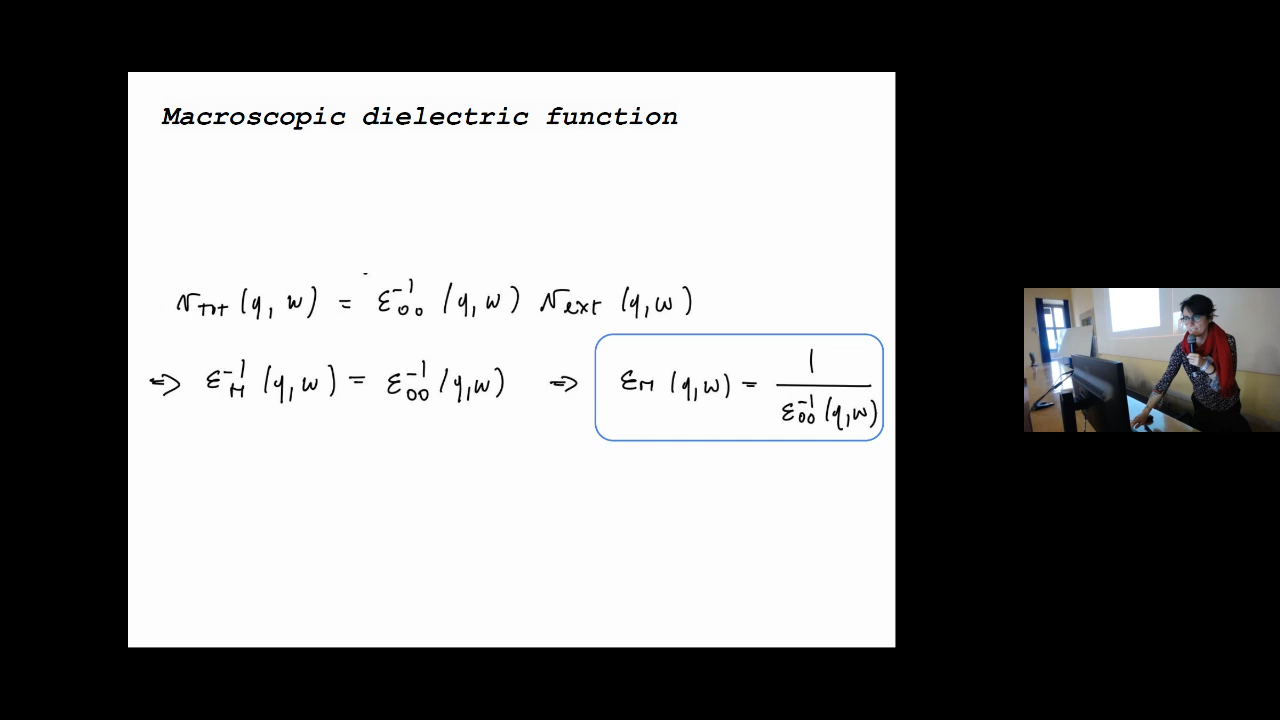 Macroscopic dielectric function
v_tot (q, ω) = ε⁻¹₀₀ (q, ω) v_ext (q, ω)
⇒ ε⁻¹_M (q, ω) = ε⁻¹₀₀ (q, ω) ⇒ ε_M (q, ω) = 1 / ε⁻¹₀₀ (q, ω)